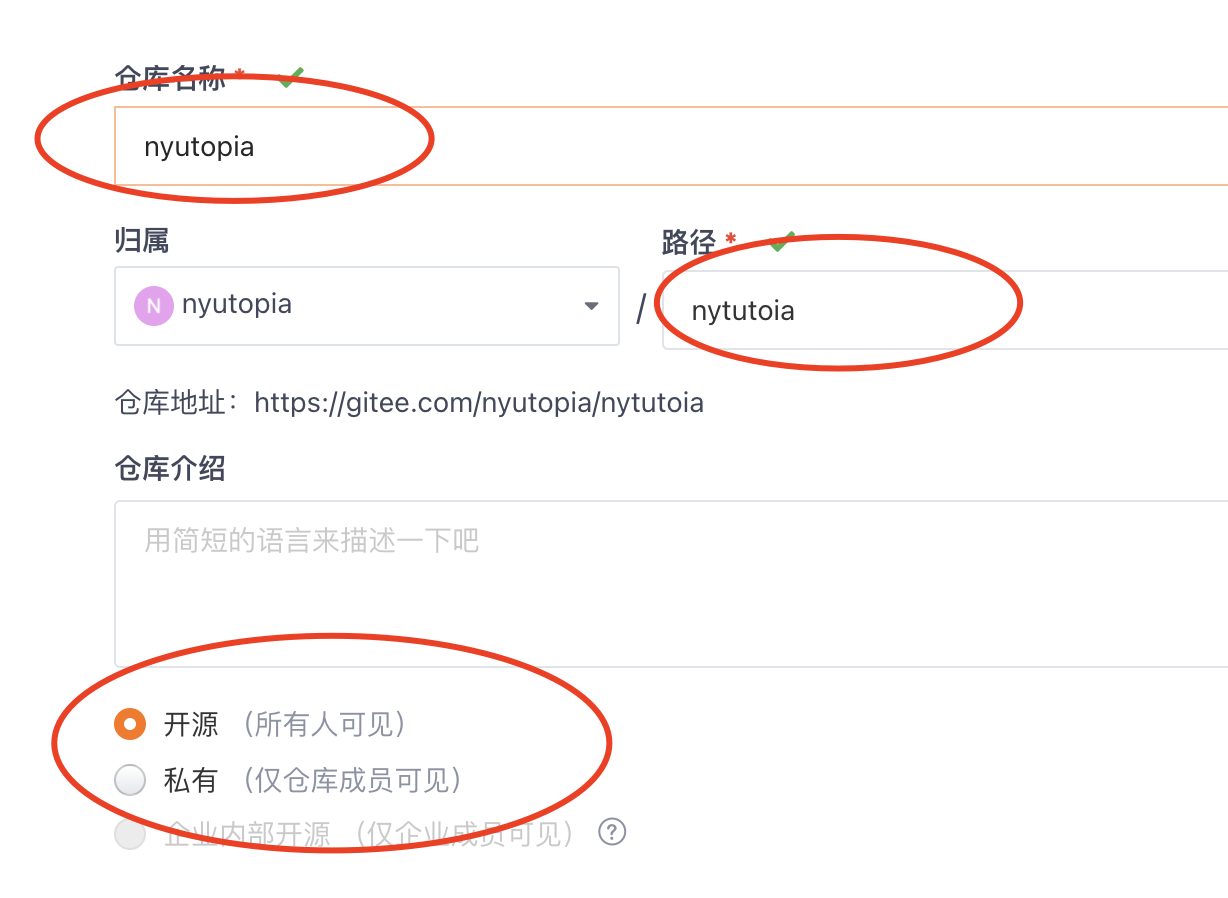 仓库名称 *
nyutopia
归属
路径 *
N nyutopia
/
nytutoia
仓库地址：https://gitee.com/nyutopia/nytutoia
仓库介绍
用简短的语言来描述一下吧
开源（所有人可见）
私有（仅仓库成员可见）
企业内部开源（仅企业成员可见） ?